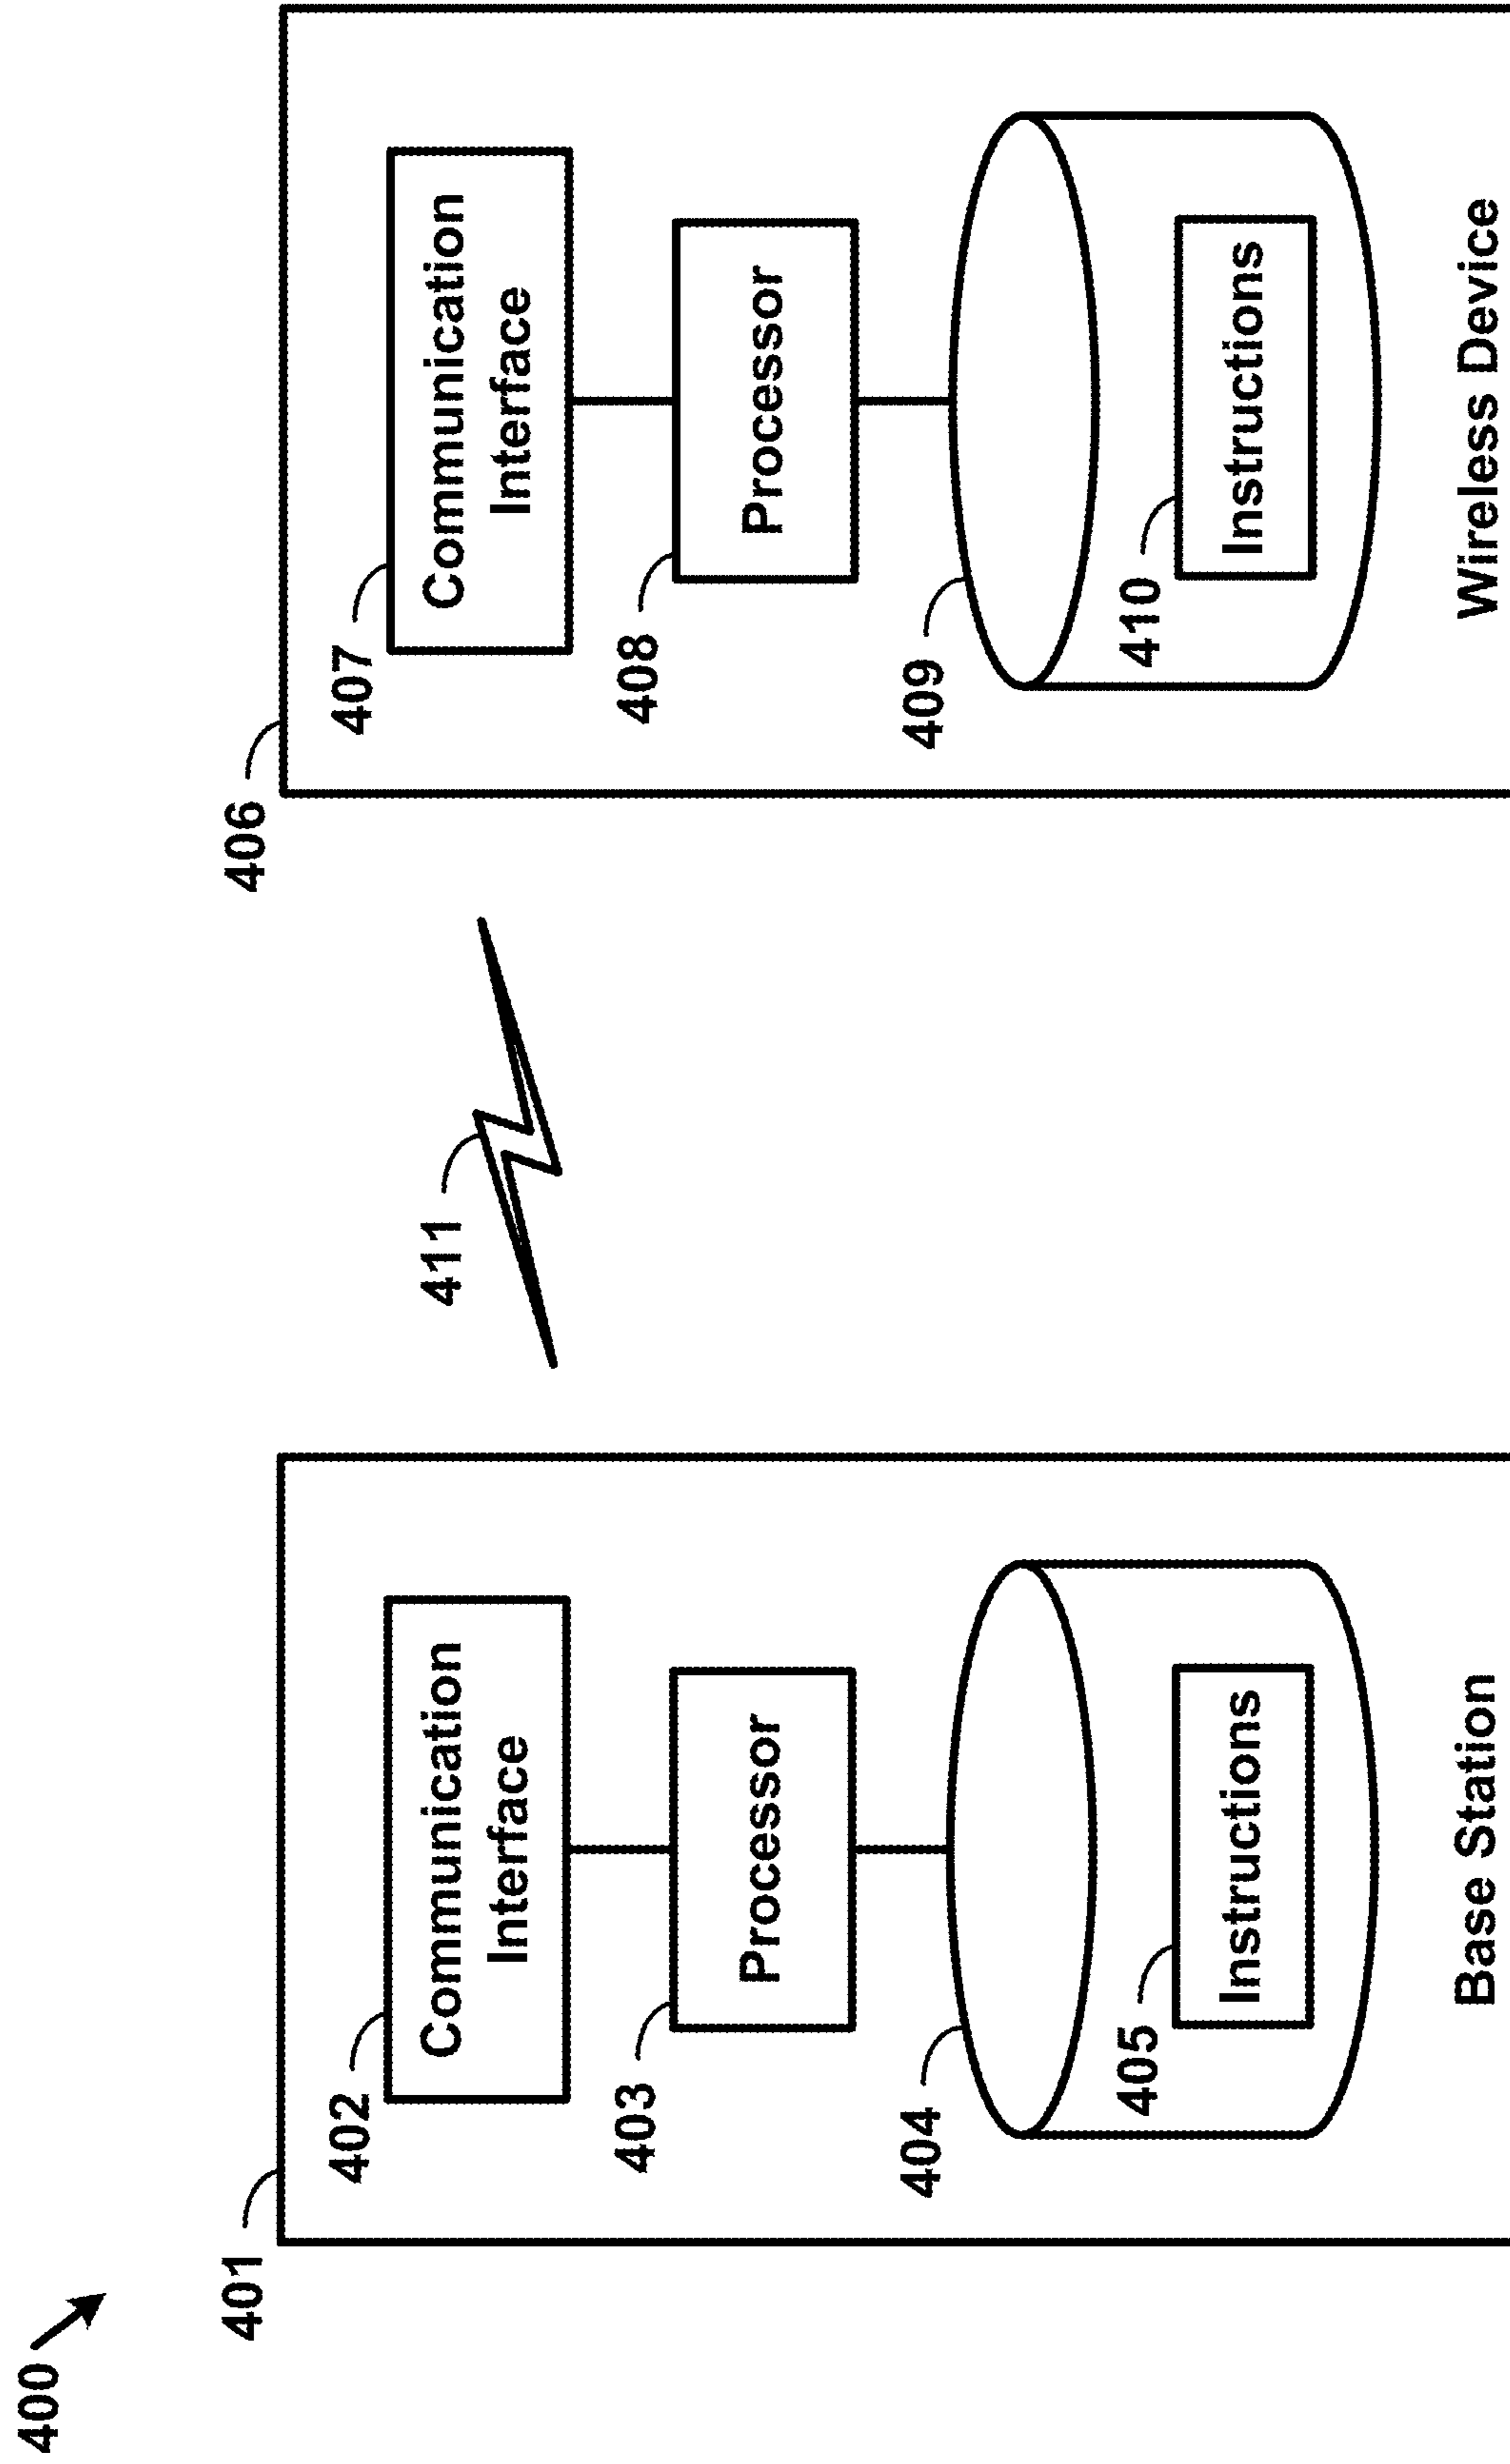 400
401
402
Communication
Interface
403
Processor
404
405
Instructions
Base Station
411
406
407
Communication
Interface
408
Processor
409
410
Instructions
Wireless Device